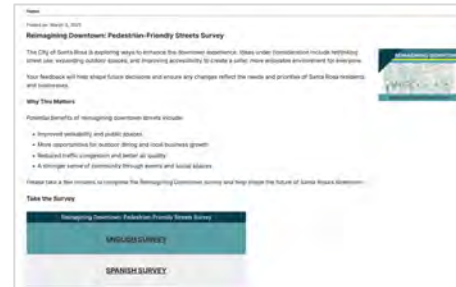 Posted on: March 3, 2025
Reimagining Downtown: Pedestrian-Friendly Streets Survey
The City of Santa Rosa is exploring ways to enhance the downtown experience. Ideas under consideration include rethinking
street use, expanding outdoor spaces, and improving accessibility to create a safer, more enjoyable environment for everyone.
REIMAGINING DOWNTOWN
Your feedback will help shape future decisions and ensure any changes reflect the needs and priorities of Santa Rosa residents
and businesses.
Why This Matters
Potential benefits of reimagining downtown streets include:
• Improved walkability and public spaces
• More opportunities for outdoor dining and local business growth
• Reduced traffic congestion and better air quality
• A stronger sense of community through events and social spaces
Please take a few minutes to complete the Reimagining Downtown survey and help shape the future of Santa Rosa's downtown.
Take the Survey
Reimagining Downtown: Pedestrian-Friendly Streets Survey
ENGLISH SURVEY
SPANISH SURVEY